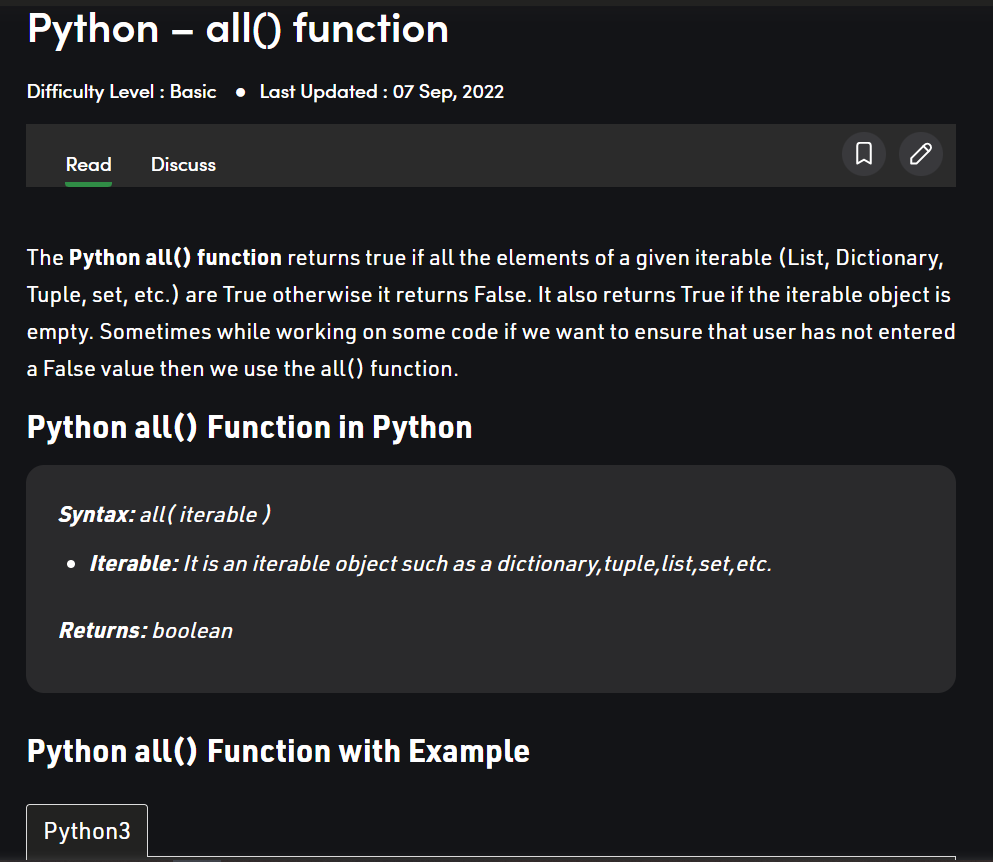 Python – all() function
Difficulty Level : Basic ● Last Updated : 07 Sep, 2022
Read Discuss
The Python all() function returns true if all the elements of a given iterable (List, Dictionary,
Tuple, set, etc.) are True otherwise it returns False. It also returns True if the iterable object is
empty. Sometimes while working on some code if we want to ensure that user has not entered
a False value then we use the all() function.
Python all() Function in Python
Syntax: all( iterable )
• Iterable: It is an iterable object such as a dictionary,tuple,list,set,etc.
Returns: boolean
Python all() Function with Example
Python3